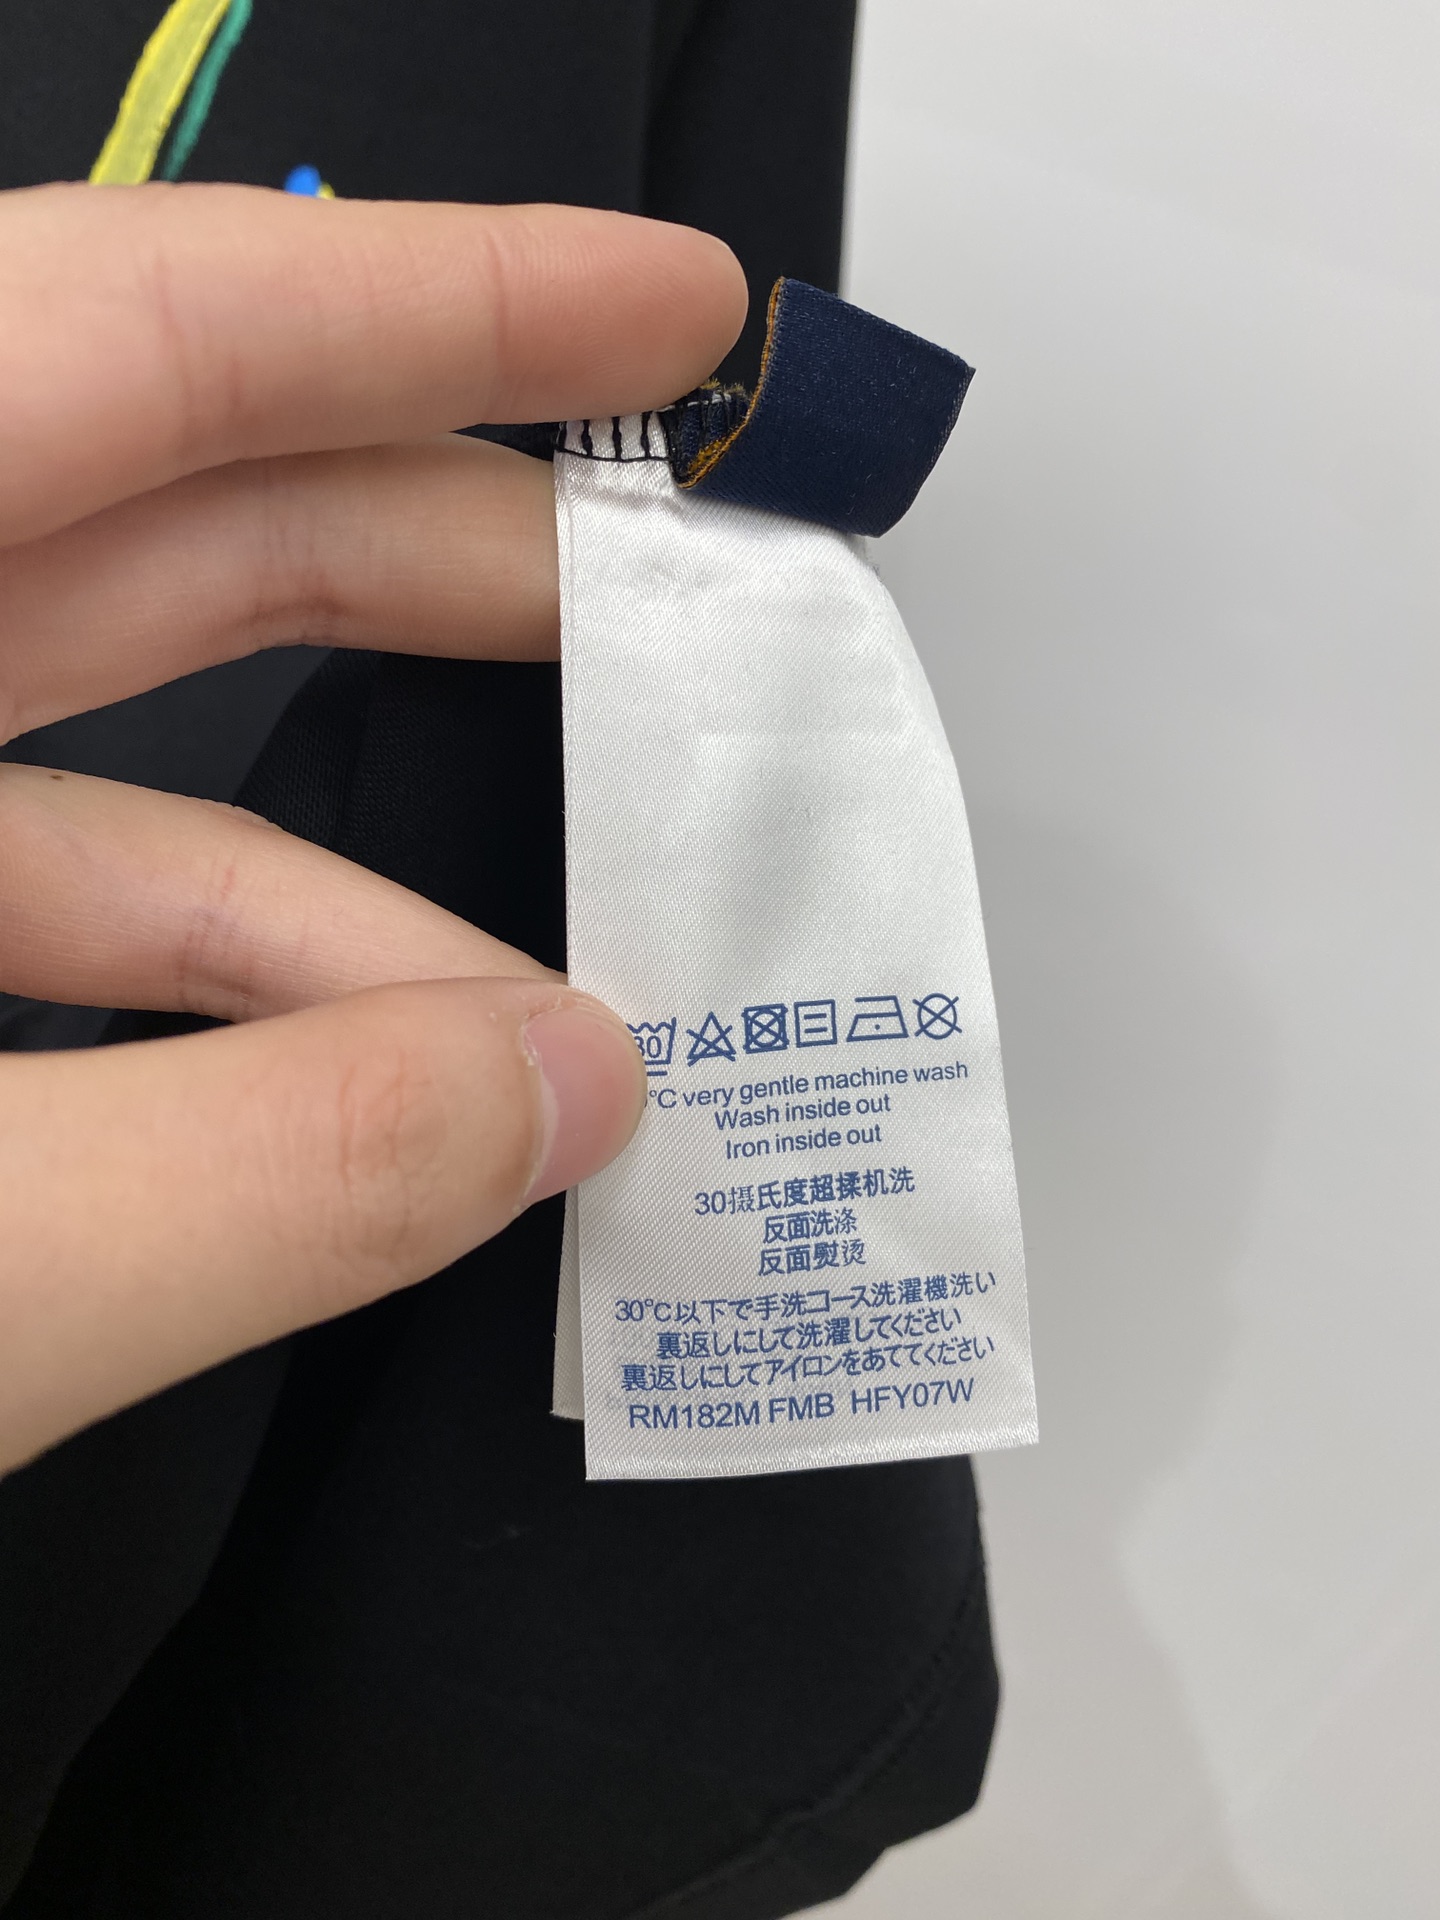 30
°C very gentle machine wash
Wash inside out
Iron inside out
30摄氏度超揉机洗
反面洗涤
反面熨烫
30℃以下で手洗コース洗濯機洗い
裏返しにして洗濯してください
裏返しにしてアイロンをあててください
RM182M FMB HFY07W